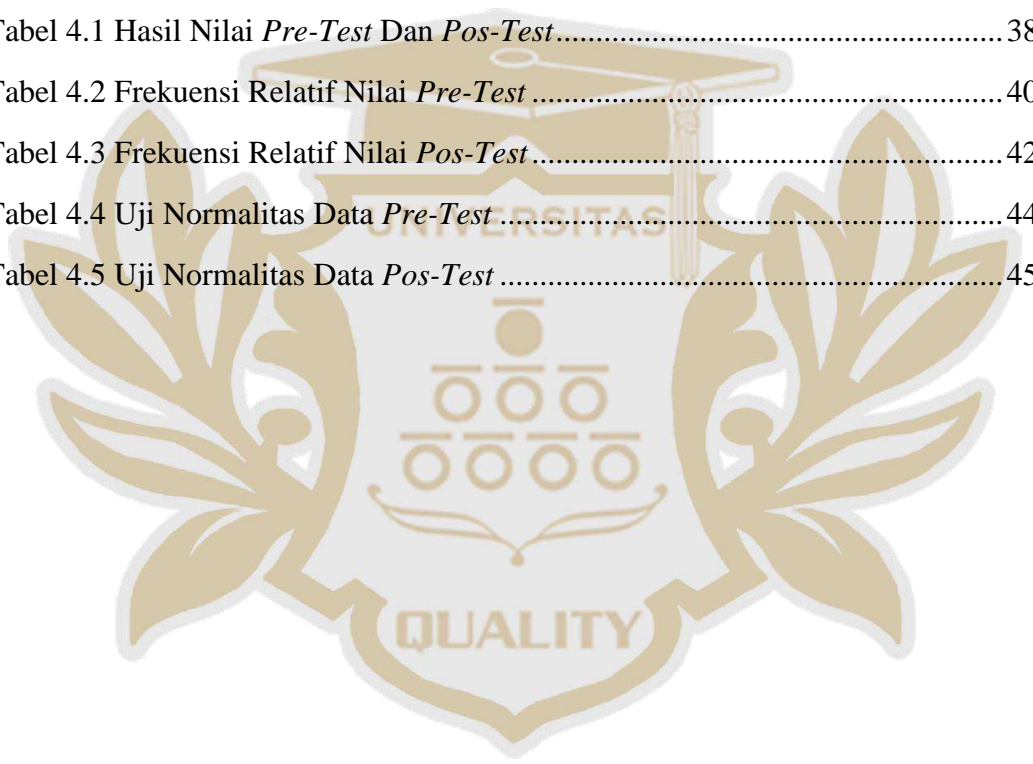 Tabel 4.1 Hasil Nilai Pre-Test Dan Pos-Test........................................................38
Tabel 4.2 Frekuensi Relatif Nilai Pre-Test ..........................................................40
Tabel 4.3 Frekuensi Relatif Nilai Pos-Test..........................................................42
Tabel 4.4 Uji Normalitas Data Pre-Test ..............................................................44
UNIVERSITAS
Tabel 4.5 Uji Normalitas Data Pos-Test ..............................................................45
QUALITY